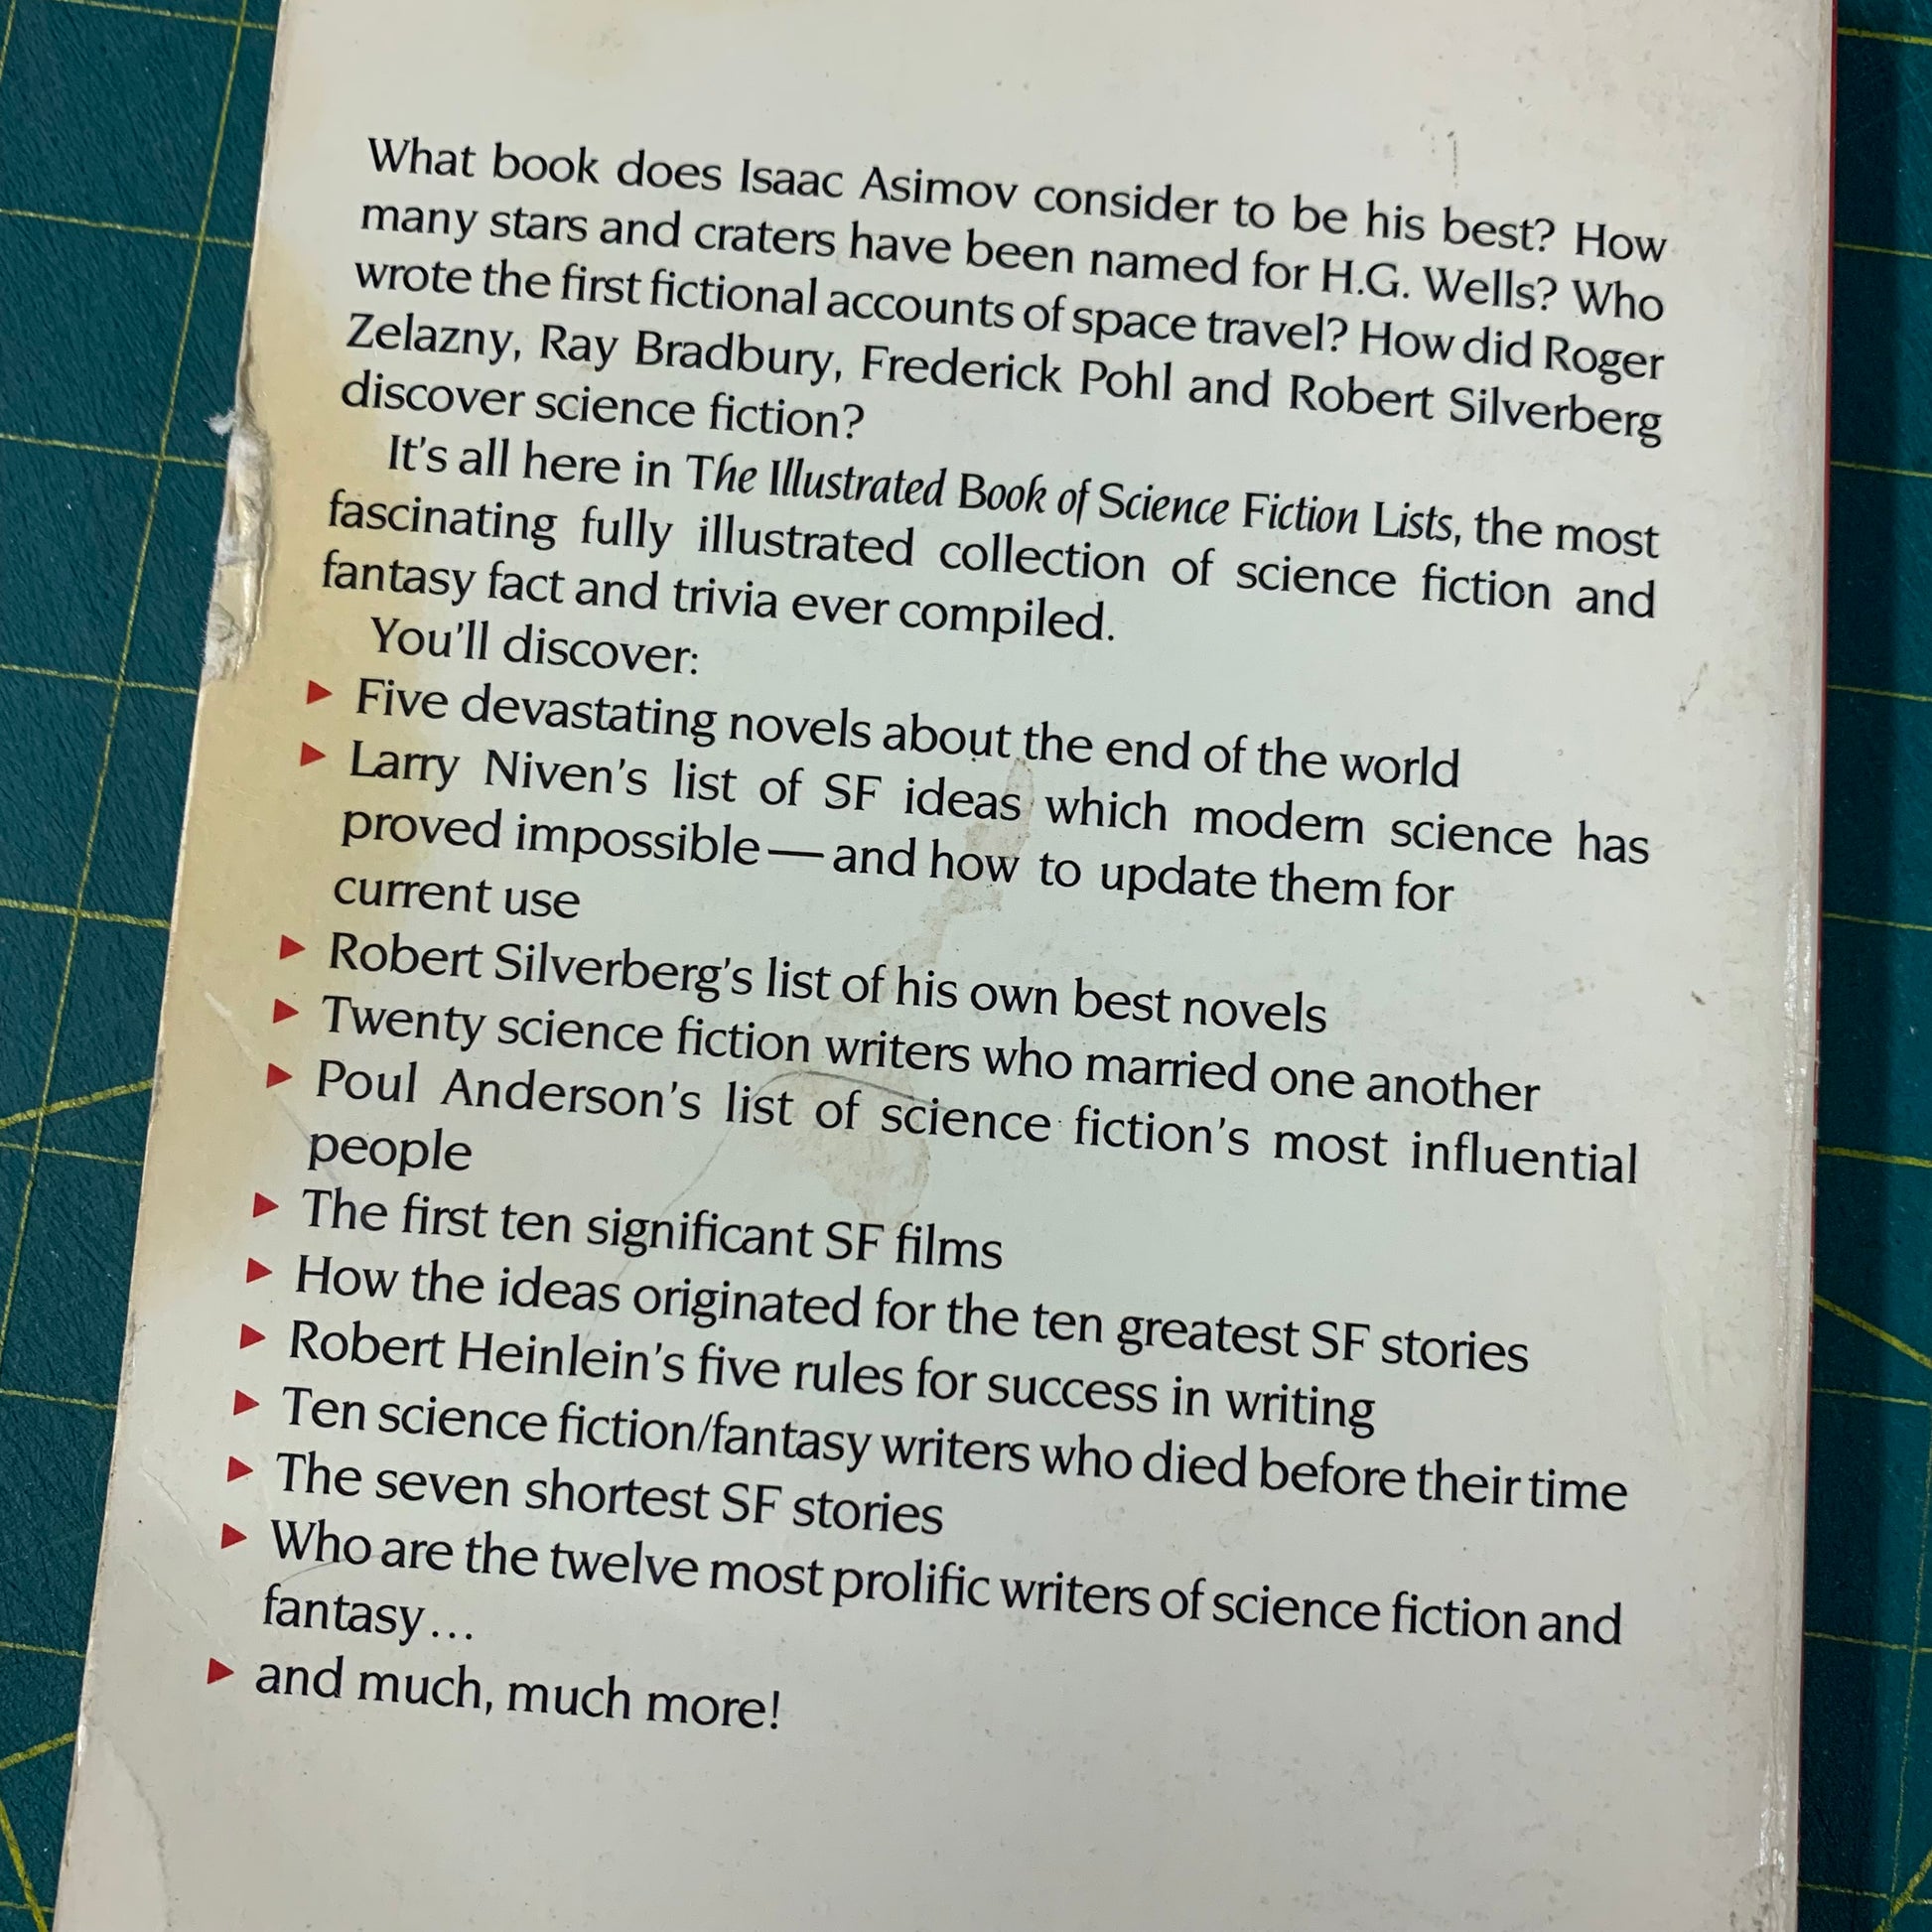 What book does Isaac Asimov consider to be his best? How
many stars and craters have been named for H.G. Wells? Who
wrote the first fictional accounts of space travel? How did Roger
Zelazny, Ray Bradbury, Frederick Pohl and Robert Silverberg
discover science fiction?
It's all here in The Illustrated Book of Science Fiction Lists, the most
fascinating fully illustrated collection of science fiction and
fantasy fact and trivia ever compiled.
You'll discover:
▶ Five devastating novels about the end of the world
▶ Larry Niven's list of SF ideas which modern science has
proved impossible—and how to update them for
current use
▶ Robert Silverberg's list of his own best novels
▶ Twenty science fiction writers who married one another
▶ Poul Anderson's list of science fiction's most influential
people
▶ The first ten significant SF films
▶ How the ideas originated for the ten greatest SF stories
▶ Robert Heinlein's five rules for success in writing
▶ Ten science fiction/fantasy writers who died before their time
▶ The seven shortest SF stories
▶ Who are the twelve most prolific writers of science fiction and
fantasy...
▶ and much, much more!